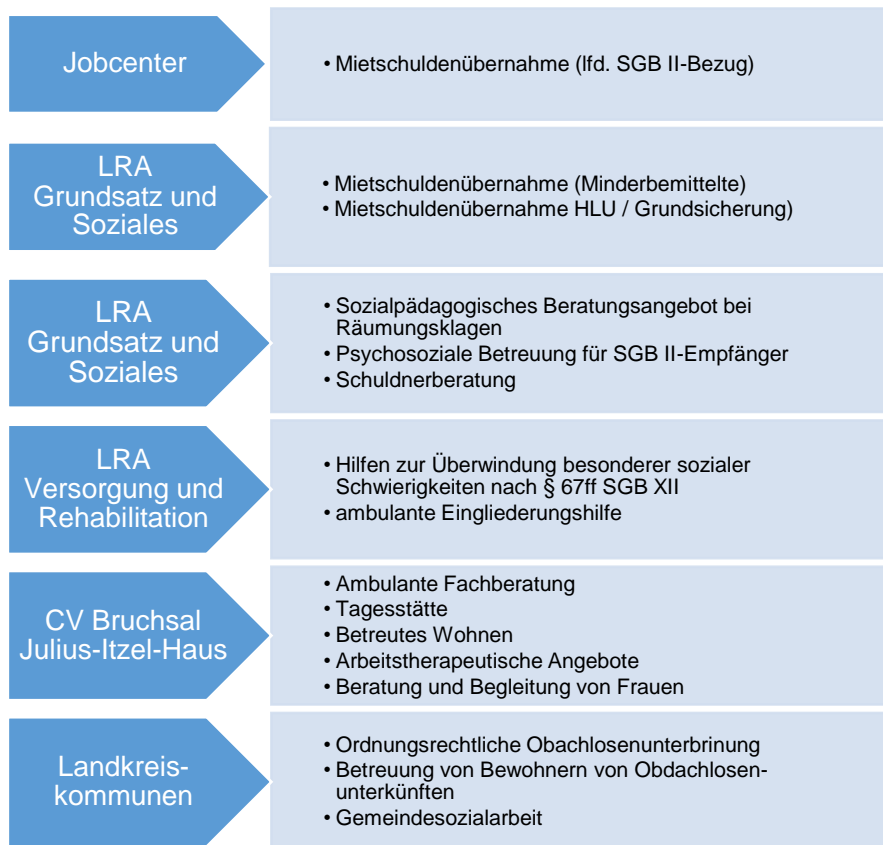 Jobcenter
• Mietschuldenübernahme (lfd. SGB II-Bezug)
LRA
Grundsatz und
Soziales
• Mietschuldenübernahme (Minderbemittelte)
• Mietschuldenübernahme HLU / Grundsicherung)
LRA
Grundsatz und
Soziales
• Sozialpädagogisches Beratungsangebot bei
Räumungsklagen
• Psychosoziale Betreuung für SGB II-Empfänger
• Schuldnerberatung
LRA
Versorgung und
Rehabilitation
• Hilfen zur Überwindung besonderer sozialer
Schwierigkeiten nach § 67ff SGB XII
• ambulante Eingliederungshilfe
CV Bruchsal
Julius-Itzel-Haus
• Ambulante Fachberatung
• Tagesstätte
• Betreutes Wohnen
• Arbeitstherapeutische Angebote
• Beratung und Begleitung von Frauen
Landkreis-
kommunen
• Ordnungsrechtliche Obachlosenunterbrinung
• Betreuung von Bewohnern von Obdachlosen-
unterkünften
• Gemeindesozialarbeit